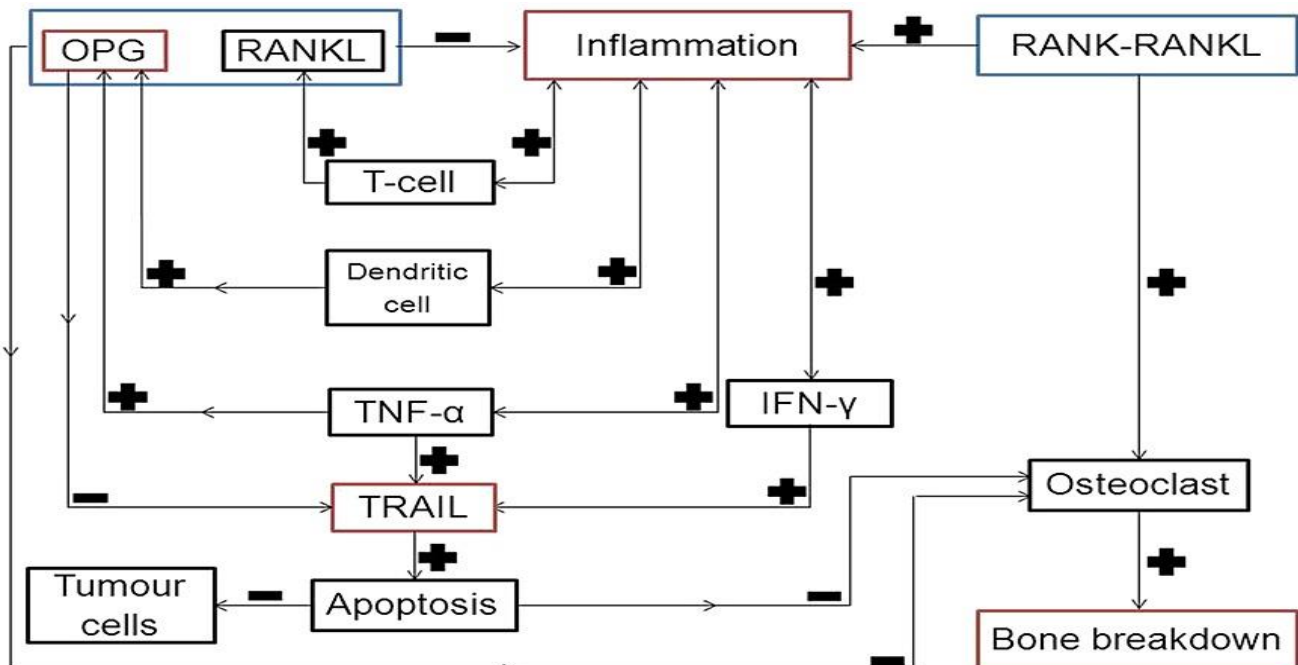 OPG
RANKL
Inflammation
RANK-RANKL
T-cell
Dendritic
cell
TNF-α
IFN-γ
TRAIL
Osteoclast
Tumour
cells
Apoptosis
Bone breakdown